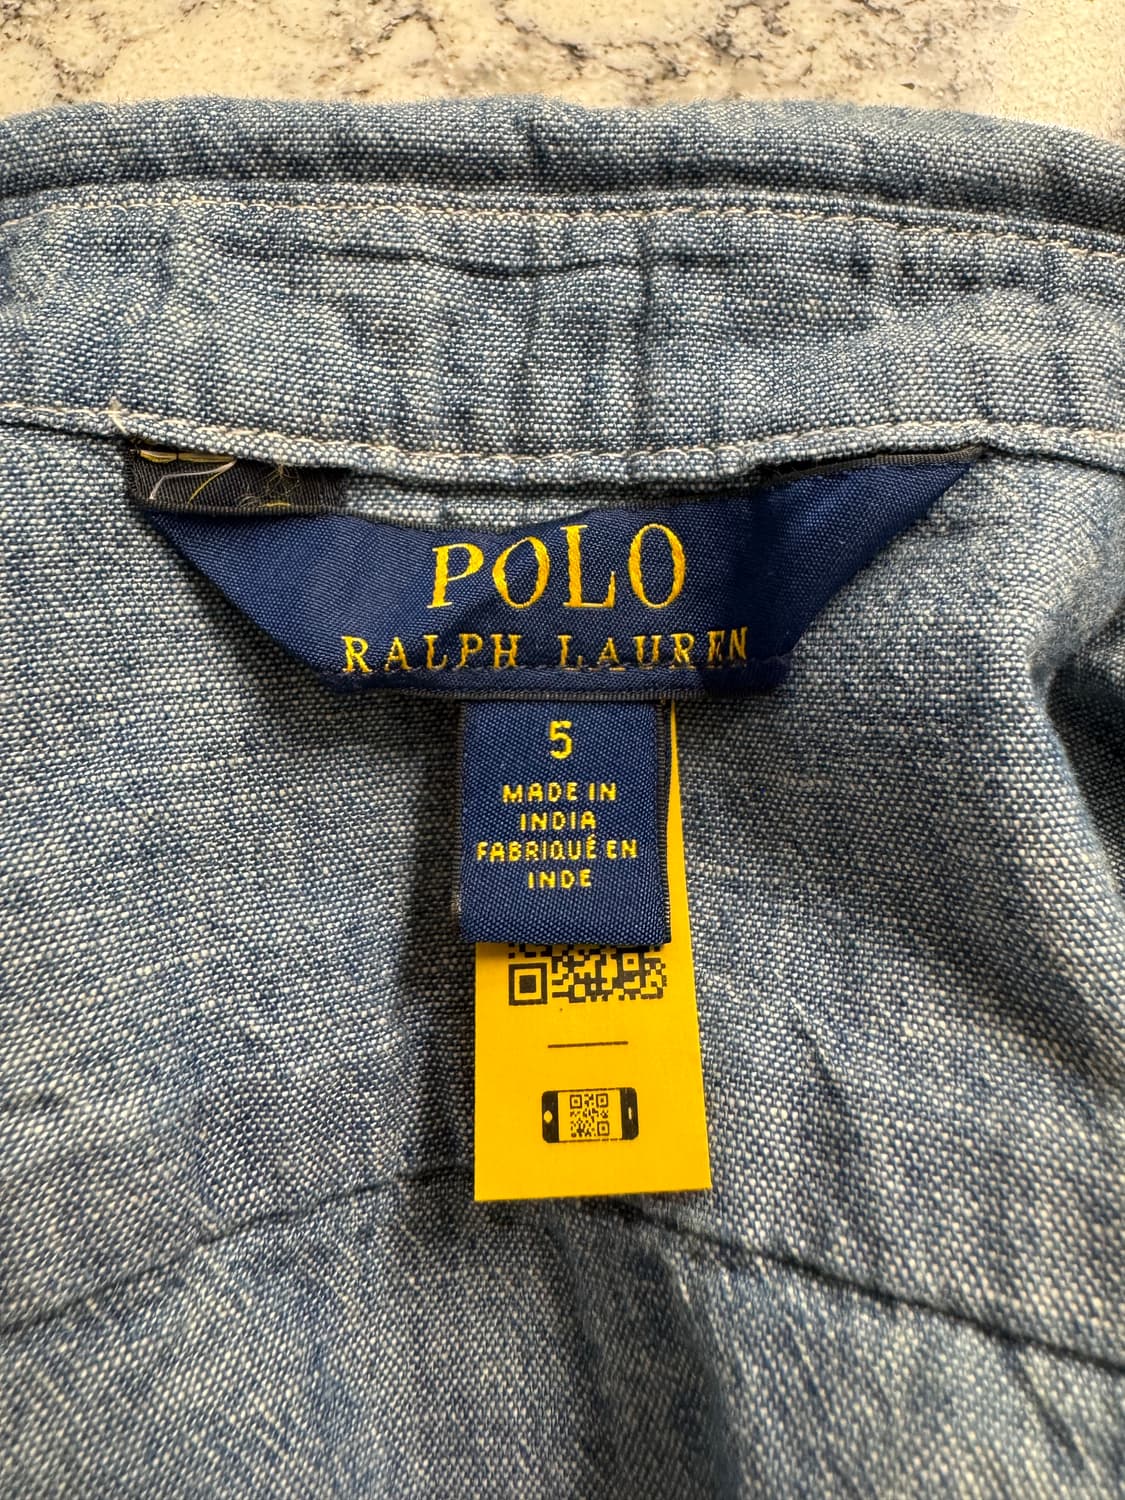 POLO
RALPH LAUREN
5
MADE IN
INDIA
FABRIQUÉ EN
INDE